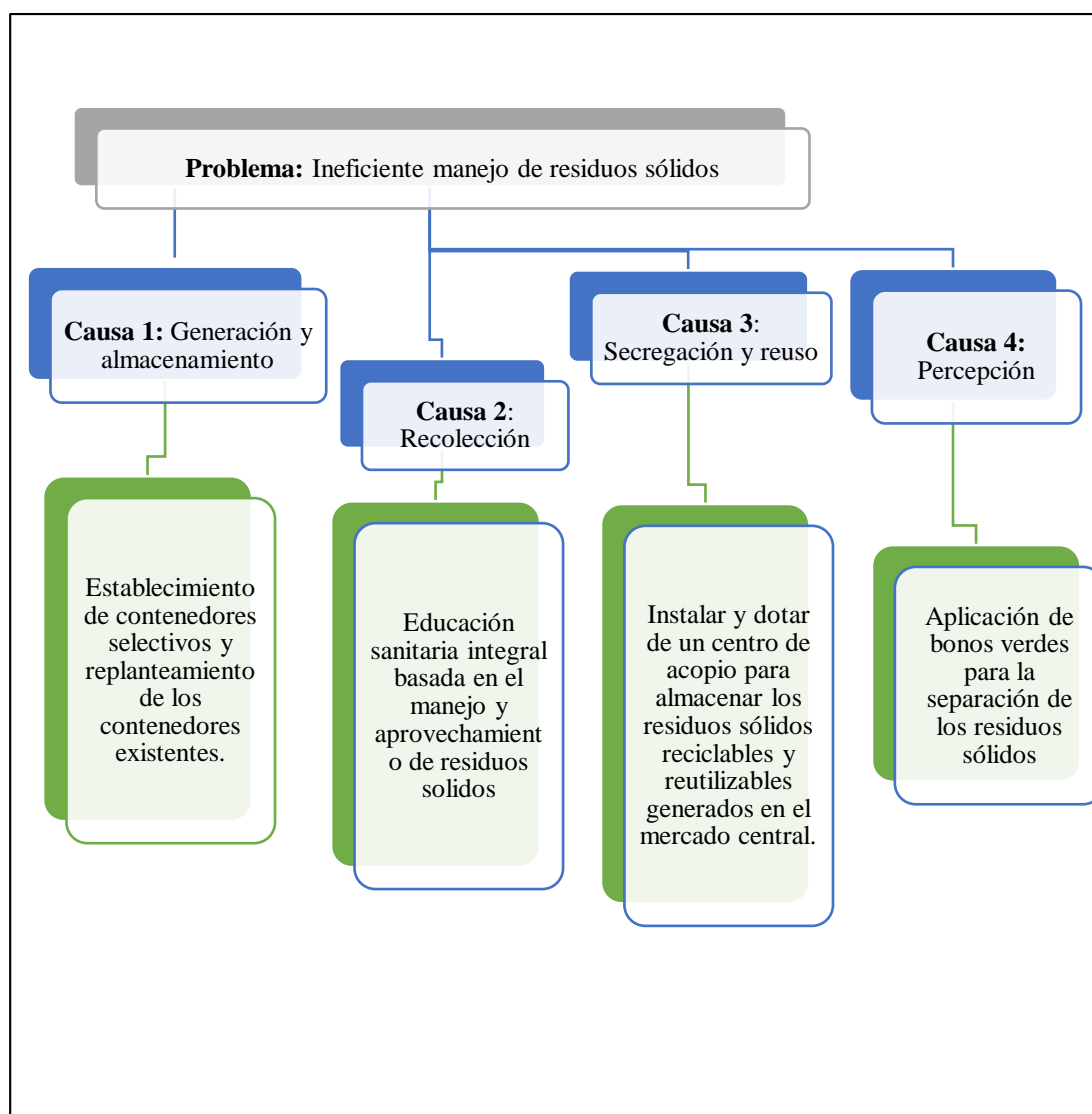 Problema: Ineficiente manejo de residuos sólidos
Causa 1: Generación y
almacenamiento
Causa 2:
Recolección
Causa 3:
Secregación y reuso
Causa 4:
Percepción
Establecimiento
de contenedores
selectivos y
replanteamiento
de los
contenedores
existentes.
Educación
sanitaria integral
basada en el
manejo y
aprovechamient
o de residuos
solidos
Instalar y dotar
de un centro de
acopio para
almacenar los
residuos sólidos
reciclables y
reutilizables
generados en el
mercado central.
Aplicación de
bonos verdes
para la
separación de
los residuos
sólidos